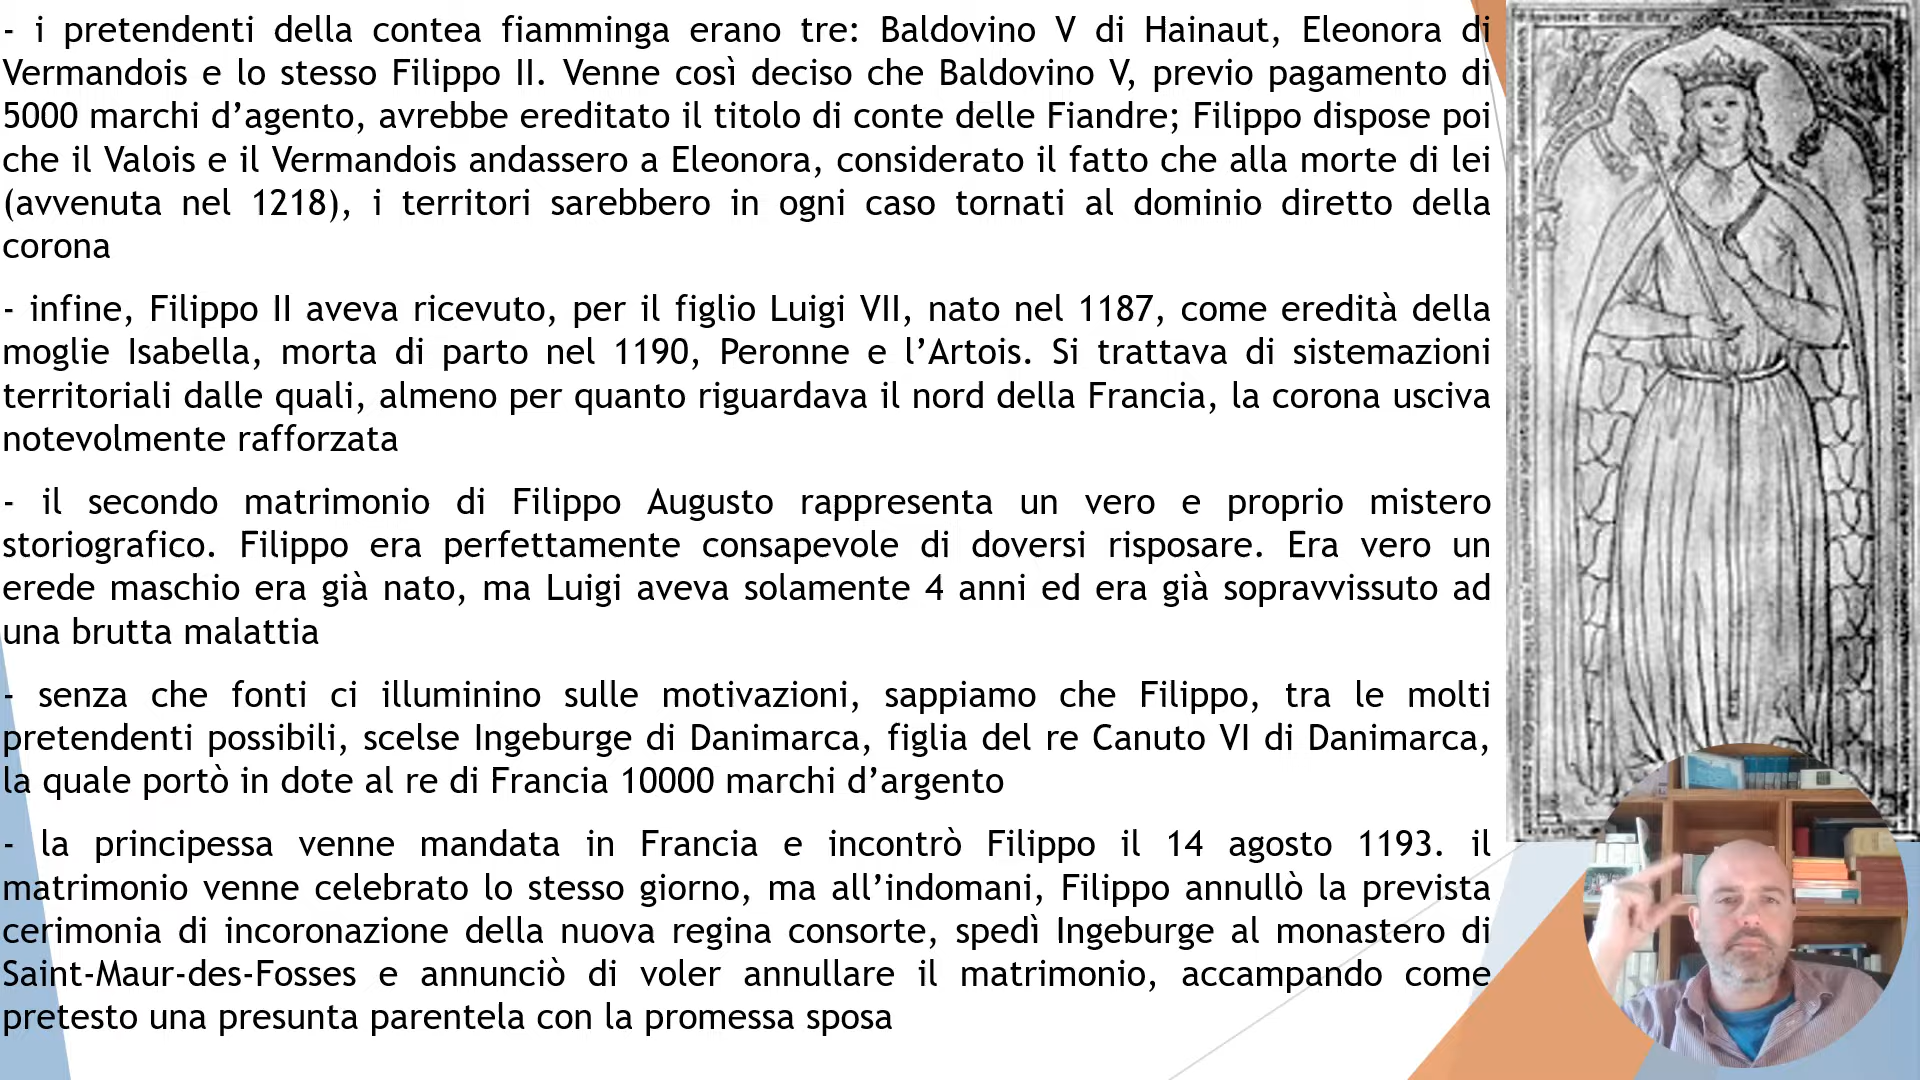 - i pretendenti della contea fiamminga erano tre: Baldovino V di Hainaut, Eleonora di
Vermandois e lo stesso Filippo II. Venne così deciso che Baldovino V, previo pagamento di
5000 marchi d’agento, avrebbe ereditato il titolo di conte delle Fiandre; Filippo dispose poi
che il Valois e il Vermandois andassero a Eleonora, considerato il fatto che alla morte di lei
(avvenuta nel 1218), i territori sarebbero in ogni caso tornati al dominio diretto della
corona
- infine, Filippo II aveva ricevuto, per il figlio Luigi VII, nato nel 1187, come eredità della
moglie Isabella, morta di parto nel 1190, Peronne e l’Artois. Si trattava di sistemazioni
territoriali dalle quali, almeno per quanto riguardava il nord della Francia, la corona usciva
notevolmente rafforzata
- il secondo matrimonio di Filippo Augusto rappresenta un vero e proprio mistero
storiografico. Filippo era perfettamente consapevole di doversi risposare. Era vero un
erede maschio era già nato, ma Luigi aveva solamente 4 anni ed era già sopravvissuto ad
una brutta malattia
- senza che fonti ci illuminino sulle motivazioni, sappiamo che Filippo, tra le molti
pretendenti possibili, scelse Ingeburge di Danimarca, figlia del re Canuto VI di Danimarca,
la quale portò in dote al re di Francia 10000 marchi d’argento
- la principessa venne mandata in Francia e incontrò Filippo il 14 agosto 1193. il
matrimonio venne celebrato lo stesso giorno, ma all’indomani, Filippo annullò la prevista
cerimonia di incoronazione della nuova regina consorte, spedì Ingeburge al monastero di
Saint-Maur-des-Fosses e annunciò di voler annullare il matrimonio, accampando come
pretesto una presunta parentela con la promessa sposa